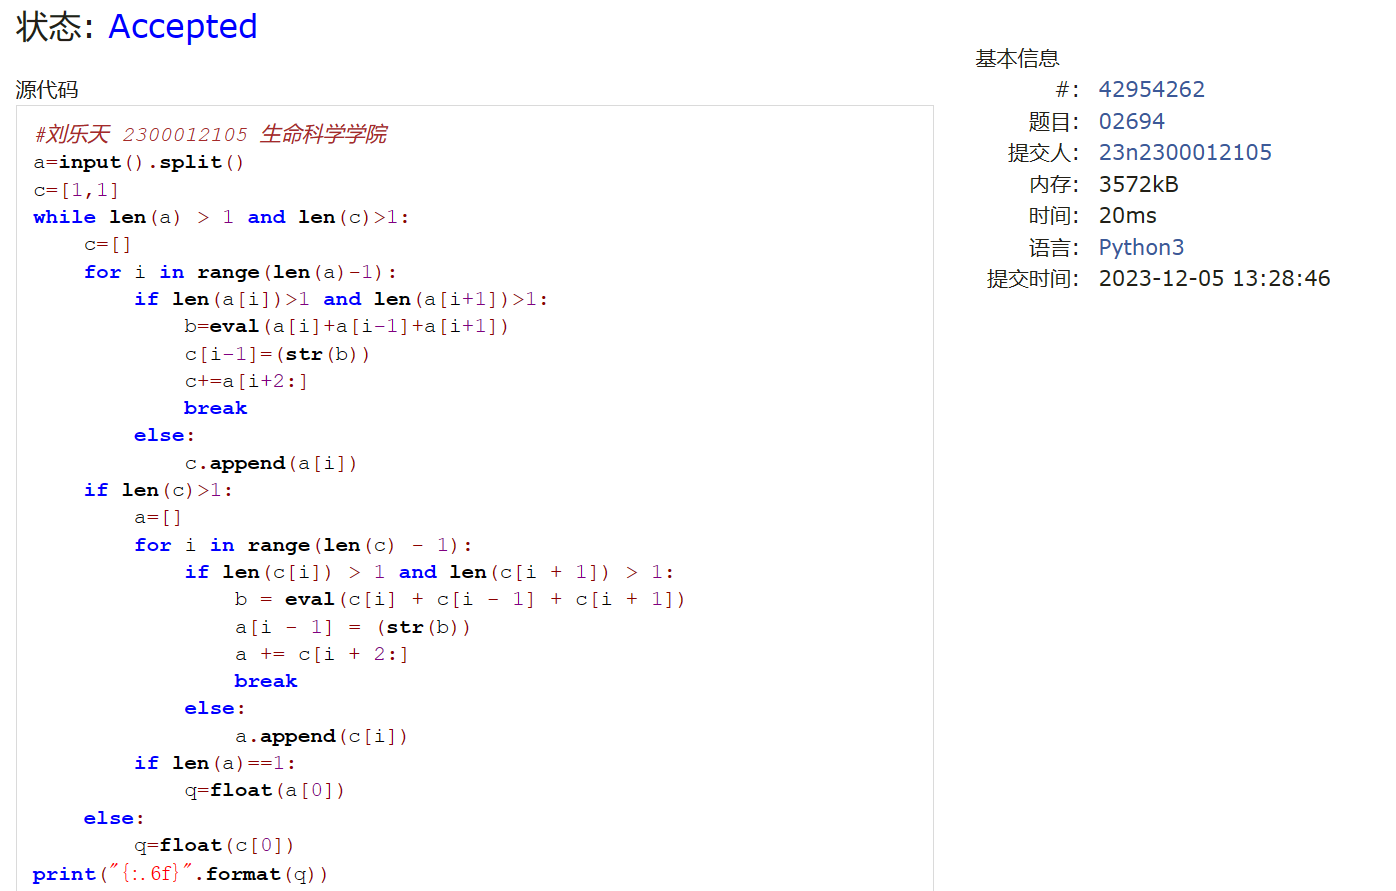 状态: Accepted
源代码
#刘乐天 2300012105 生命科学学院
a=input().split()
c=[1,1]
while len(a) > 1 and len(c)>1:
    c=[]
    for i in range(len(a)-1):
        if len(a[i])>1 and len(a[i+1])>1:
            b=eval(a[i]+a[i-1]+a[i+1])
            c[i-1]=(str(b))
            c+=a[i+2:]
            break
        else:
            c.append(a[i])
    if len(c)>1:
        a=[]
        for i in range(len(c) - 1):
            if len(c[i]) > 1 and len(c[i + 1]) > 1:
                b = eval(c[i] + c[i - 1] + c[i + 1])
                a[i - 1] = (str(b))
                a += c[i + 2:]
                break
            else:
                a.append(c[i])
        if len(a)==1:
            q=float(a[0])
    else:
        q=float(c[0])
print("{:.6f}".format(q))
基本信息
#: 42954262
题目: 02694
提交人: 23n2300012105
内存: 3572kB
时间: 20ms
语言: Python3
提交时间: 2023-12-05 13:28:46